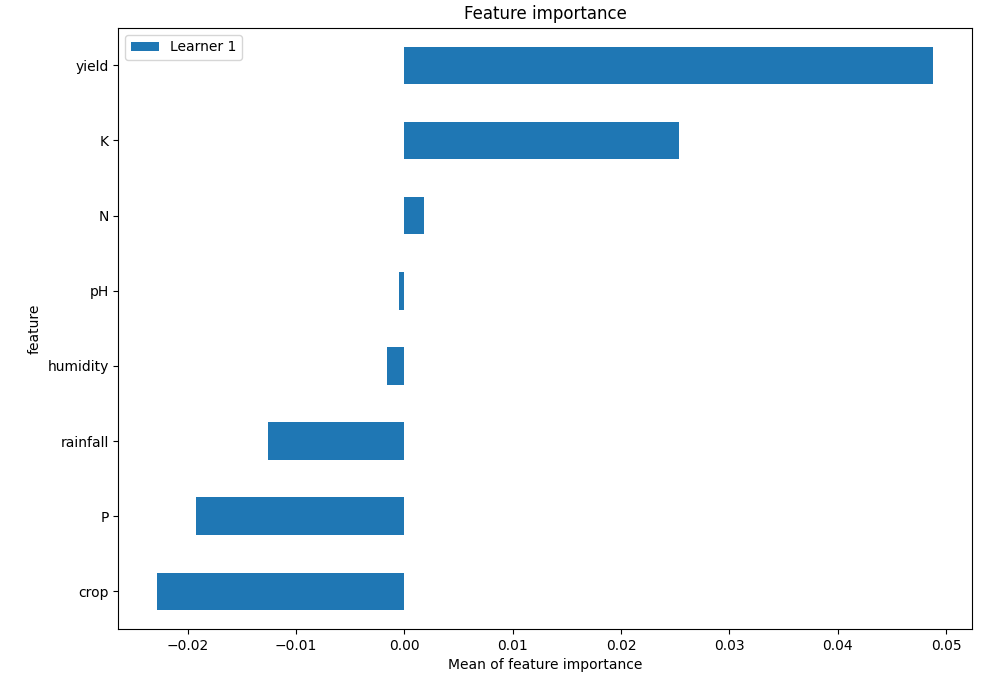 Feature importance
Learner 1
yield
K
N
pH
humidity
rainfall
P
crop
feature
−0.02 −0.01 0.00 0.01 0.02 0.03 0.04 0.05
Mean of feature importance